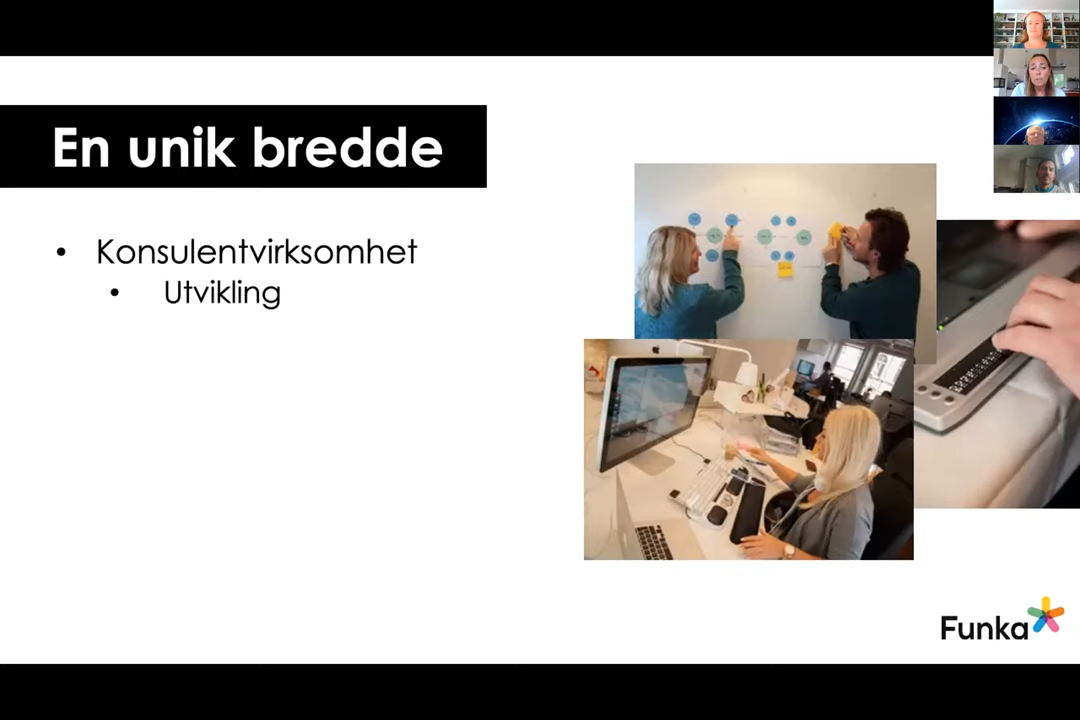 En unik bredde
• Konsulentvirksomhet
• Utvikling
Funka